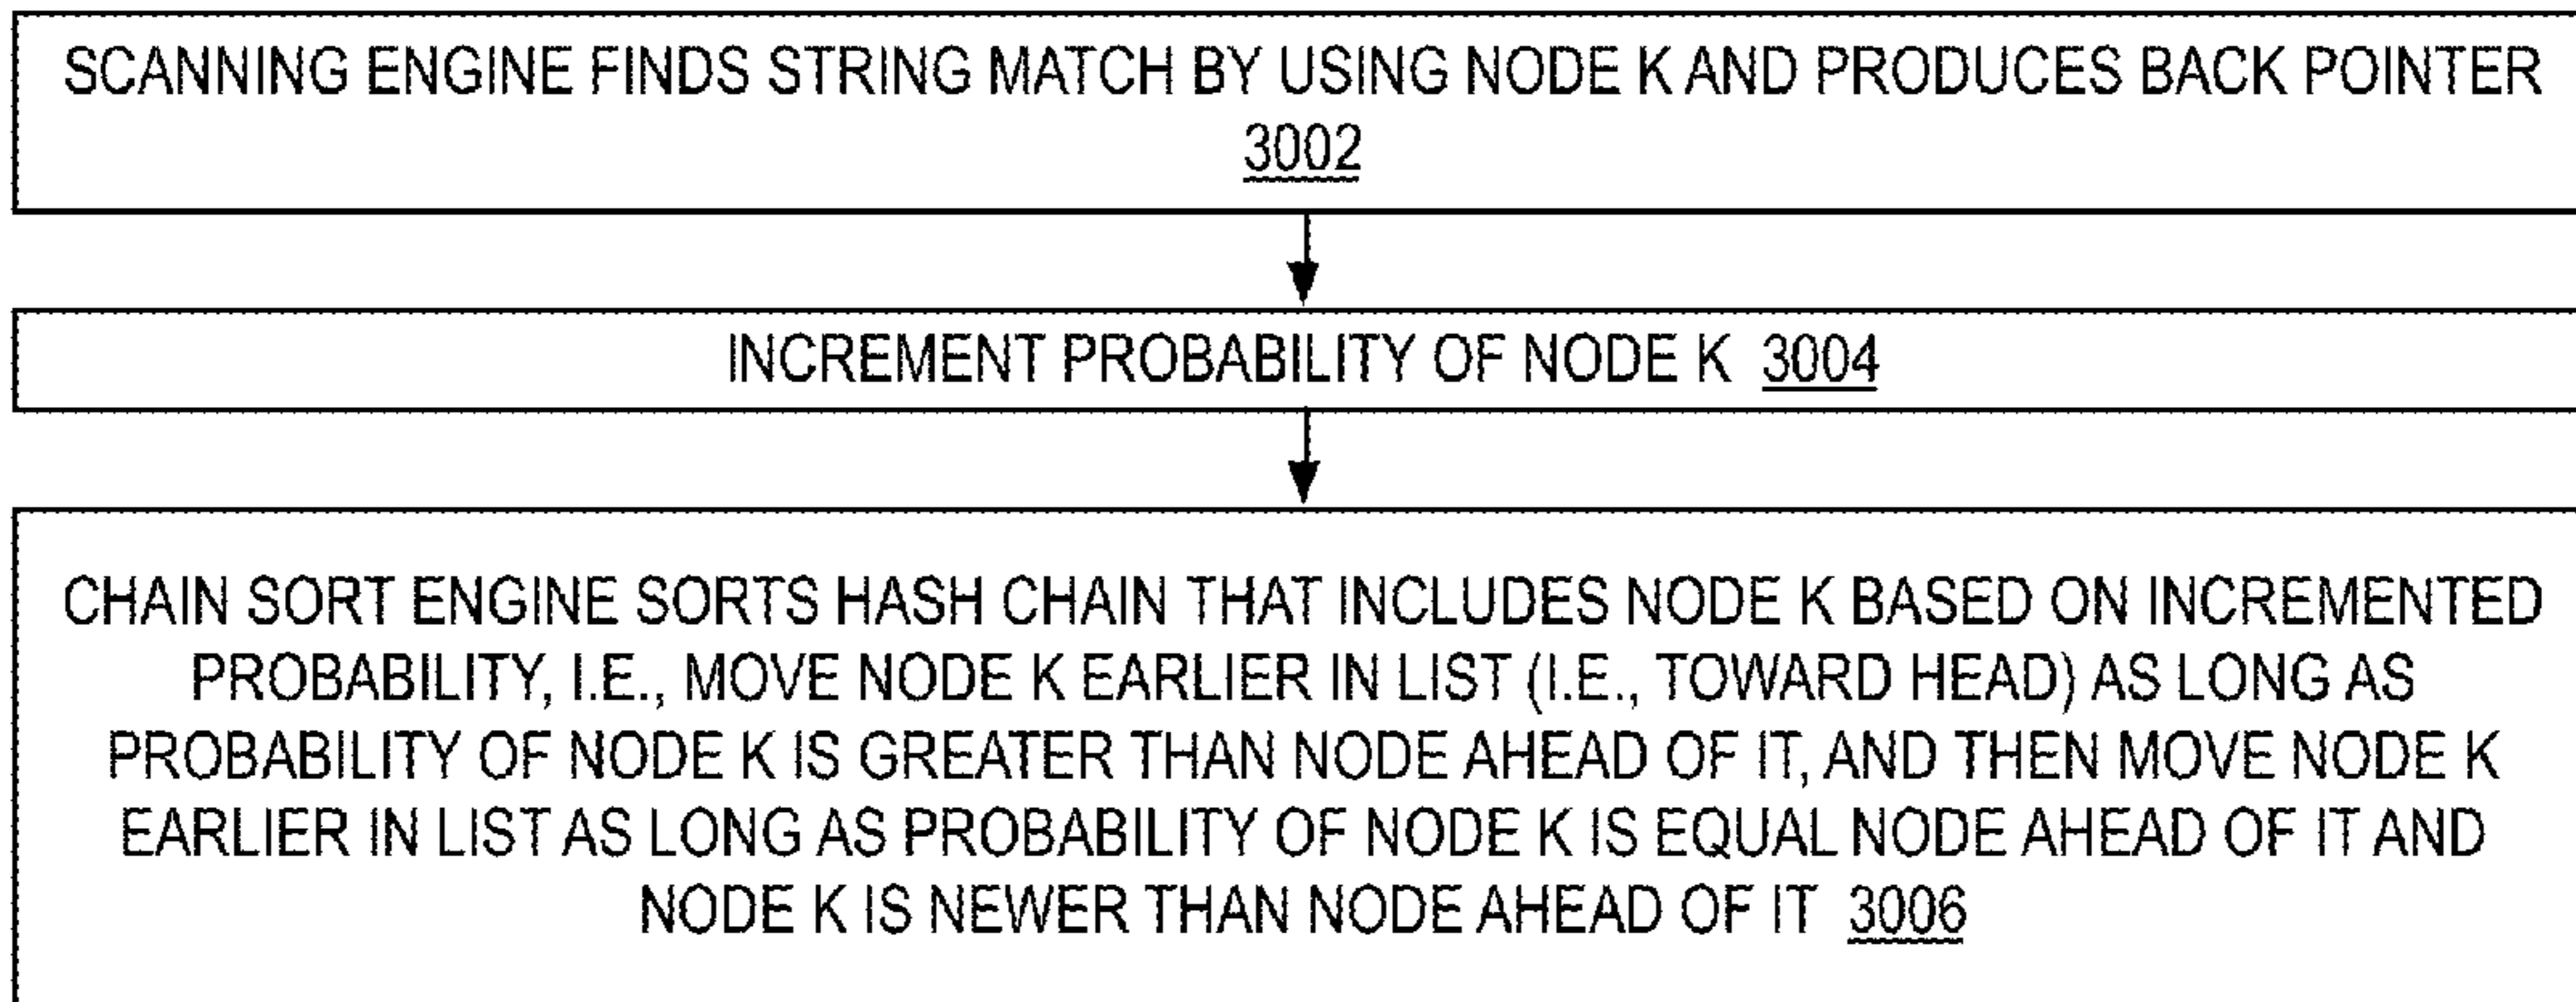 SCANNING ENGINE FINDS STRING MATCH BY USING NODE K AND PRODUCES BACK POINTER
3002
INCREMENT PROBABILITY OF NODE K 3004
CHAIN SORT ENGINE SORTS HASH CHAIN THAT INCLUDES NODE K BASED ON INCREMENTED
PROBABILITY, I.E., MOVE NODE K EARLIER IN LIST (I.E., TOWARD HEAD) AS LONG AS
PROBABILITY OF NODE K IS GREATER THAN NODE AHEAD OF IT, AND THEN MOVE NODE K
EARLIER IN LIST AS LONG AS PROBABILITY OF NODE K IS EQUAL NODE AHEAD OF IT AND
NODE K IS NEWER THAN NODE AHEAD OF IT 3006